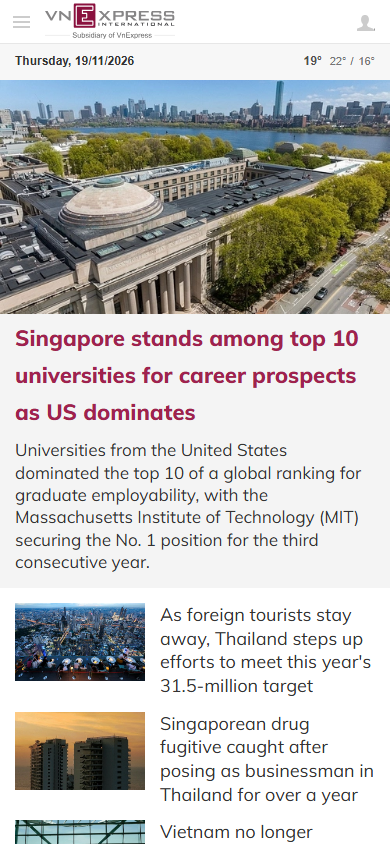 VNEXPRESS
INTERNATIONAL
Subsidiary of VnExpress
Thursday, 19/11/2026
19° 22° / 16°
Singapore stands among top 10
universities for career prospects
as US dominates
Universities from the United States
dominated the top 10 of a global ranking for
graduate employability, with the
Massachusetts Institute of Technology (MIT)
securing the No. 1 position for the third
consecutive year.
As foreign tourists stay
away, Thailand steps up
efforts to meet this year's
31.5-million target
Singaporean drug
fugitive caught after
posing as businessman in
Thailand for over a year
Vietnam no longer